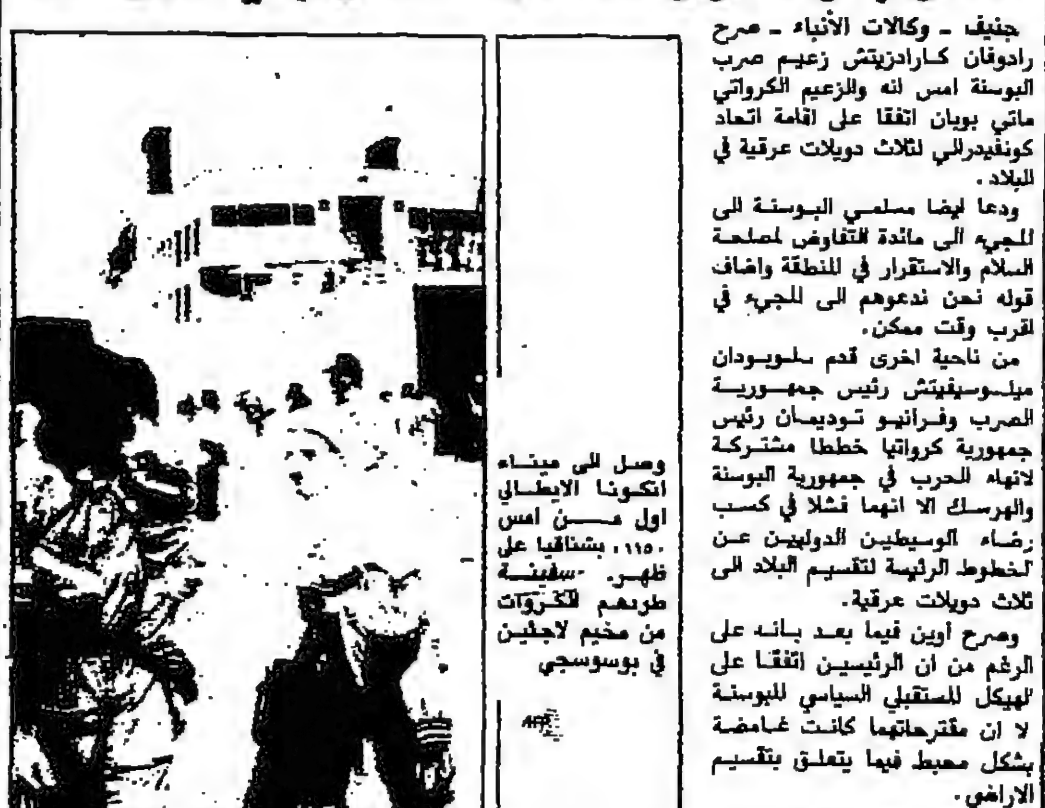 جنيف ـ وكالات الأنباء ـ صرح
رادوفان كارادزيتش زعيم صرب
البوسنة امس انه والزعيم الكرواتي
ماتي بوبان اتفقا على اقامة اتحاد
كونفيدرالي لثلاث دويلات عرقية في
البلاد.
ودعا ايضا مسلمي البوسنة الى
المجيء الى مائدة التفاوض لمصلحة
السلام والاستقرار في المنطقة واضاف
قوله نحن ندعوهم الى المجيء في
اقرب وقت ممكن.
من ناحية اخرى قدم سلوبودان
ميلوسيفيتش رئيس جمهورية
الصرب وفرانيو توديمان رئيس
جمهورية كرواتيا خططا مشتركة
لانهاء الحرب في جمهورية البوسنة
والهرسك الا انهما فشلا في كسب
رضاء الوسيطين الدوليين عن
الخطوط الرئيسة لتقسيم البلاد الى
ثلاث دويلات عرقية.
وصرح أوين فيما بعد بانه على
الرغم من ان الرئيسين اتفقا على
الهيكل المستقبلي السياسي للبوسنة
الا ان مقترحاتهما كانت غامضة
بشكل محبط فيما يتعلق بتقسيم
الاراضي.
وصل الى ميناء
انكونا الايطالي
اول من امس
١١٥٠ بشناقيا على
ظهر سفينة
طردهم الكروات
من مخيم لاجئين
في بوسوسجي